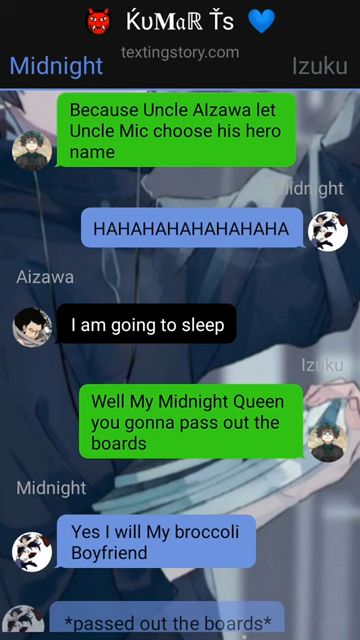 👹 ḰυMaℝ Ťs 💙
textingstory.com
Midnight
Izuku
Because Uncle AIzawa let
Uncle Mic choose his hero
name
Midnight
HAHAHAHAHAHAHAHA
Aizawa
I am going to sleep
Izuku
Well My Midnight Queen
you gonna pass out the
boards
Midnight
Yes I will My broccoli
Boyfriend
*passed out the boards*